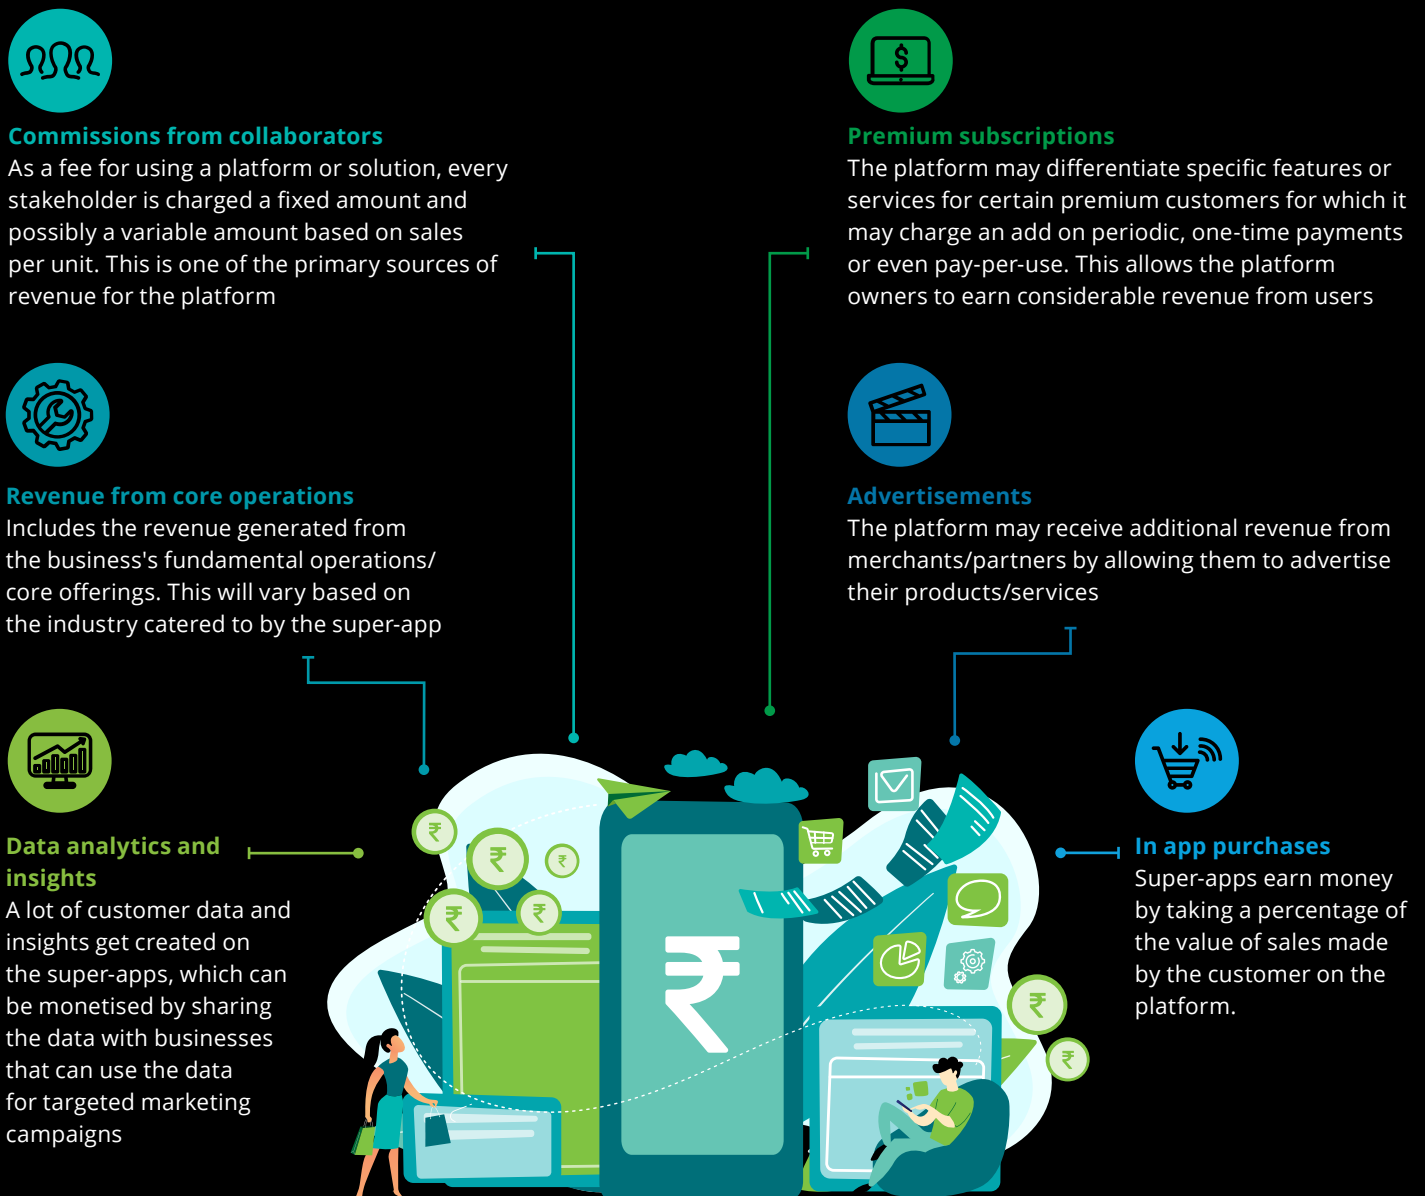 Commissions from collaborators
As a fee for using a platform or solution, every
stakeholder is charged a fixed amount and
possibly a variable amount based on sales
per unit. This is one of the primary sources of
revenue for the platform
$
Premium subscriptions
The platform may differentiate specific features or
services for certain premium customers for which it
may charge an add on periodic, one-time payments
or even pay-per-use. This allows the platform
owners to earn considerable revenue from users
Revenue from core operations
Includes the revenue generated from
the business's fundamental operations/
core offerings. This will vary based on
the industry catered to by the super-app
Advertisements
The platform may receive additional revenue from
merchants/partners by allowing them to advertise
their products/services
Data analytics and
insights
A lot of customer data and
insights get created on
the super-apps, which can
be monetised by sharing
the data with businesses
that can use the data
for targeted marketing
campaigns
₹
₹
₹
₹
₹
₹
₹
₹
In app purchases
Super-apps earn money
by taking a percentage of
the value of sales made
by the customer on the
platform.